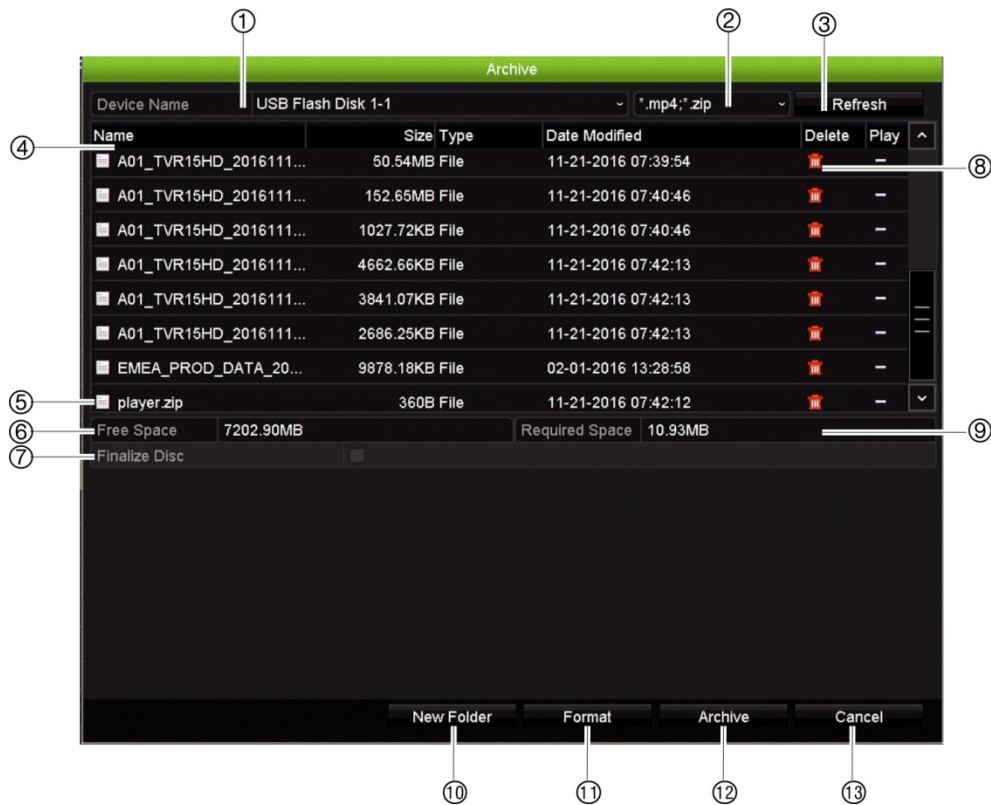 ① ② ③
Archive
Device Name USB Flash Disk 1-1 *.mp4;*.zip Refresh
Name Size Type Date Modified Delete Play
④
A01_TVR15HD_2016111... 50.54MB File 11-21-2016 07:39:54 – ⑧
A01_TVR15HD_2016111... 152.65MB File 11-21-2016 07:40:46 –
A01_TVR15HD_2016111... 1027.72KB File 11-21-2016 07:40:46 –
A01_TVR15HD_2016111... 4662.66KB File 11-21-2016 07:42:13 –
A01_TVR15HD_2016111... 3841.07KB File 11-21-2016 07:42:13 –
A01_TVR15HD_2016111... 2686.25KB File 11-21-2016 07:42:13 –
EMEA_PROD_DATA_20... 9878.18KB File 02-01-2016 13:28:58 –
⑤ player.zip 360B File 11-21-2016 07:42:12 –
⑥ Free Space 7202.90MB Required Space 10.93MB ⑨
⑦ Finalize Disc
New Folder Format Archive Cancel
⑩ ⑪ ⑫ ⑬